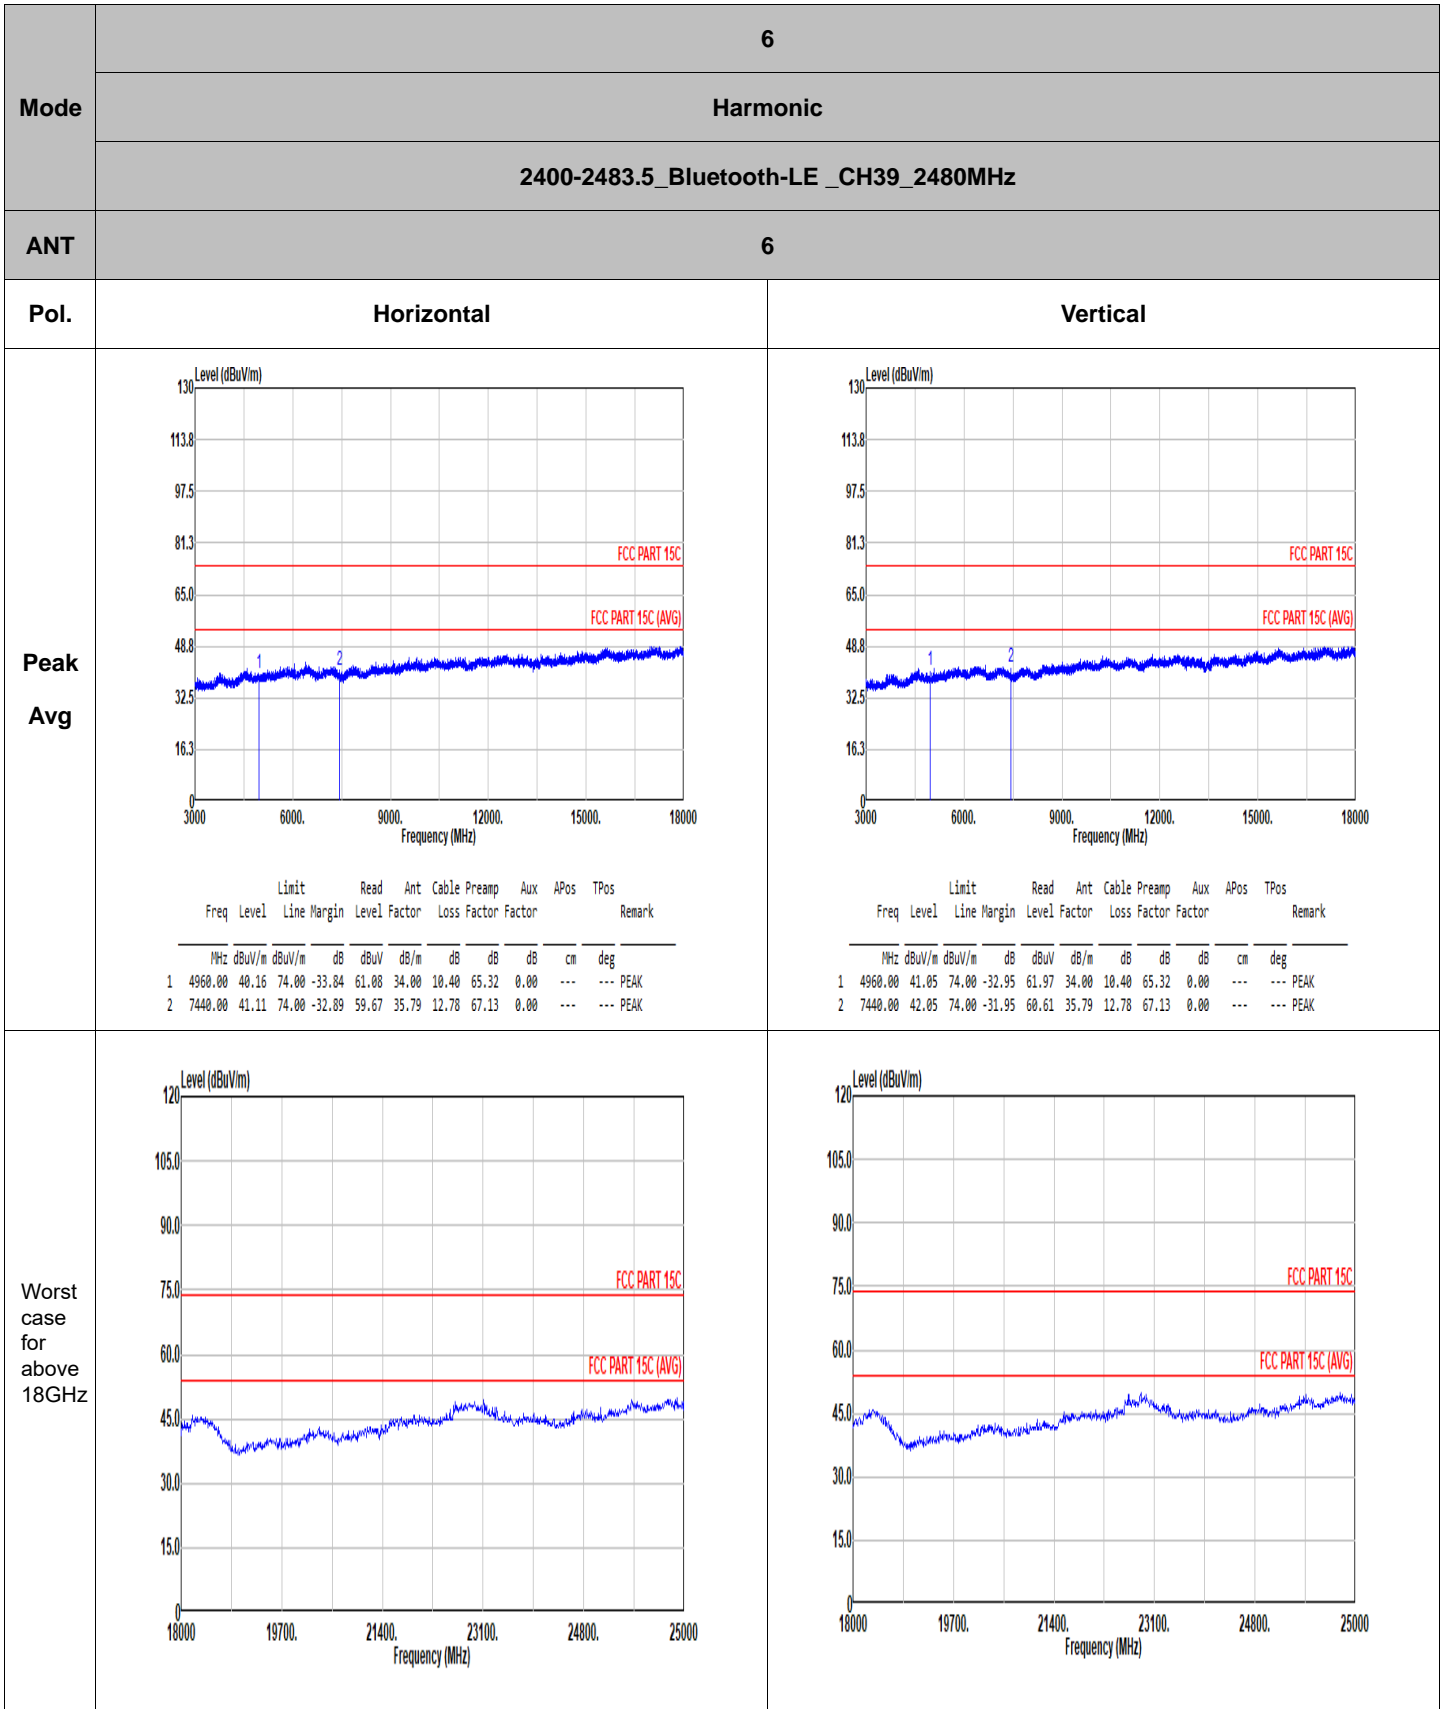 Mode
6
Harmonic
2400-2483.5_Bluetooth-LE _CH39_2480MHz
ANT
6
Pol.
Horizontal
Vertical
Peak
Avg
Level (dBuV/m)
130
113.8
97.5
81.3
65.0
48.8
32.5
16.3
0
FCC PART 15C
FCC PART 15C (AVG)
1
2
3000 6000. 9000. 12000. 15000. 18000
Frequency (MHz)
Limit Read Ant Cable Preamp Aux APos TPos
Freq Level Line Margin Level Factor Loss Factor Factor Remark
MHz dBuV/m dBuV/m dB dBuV dB/m dB dB dB cm deg
1 4960.00 40.16 74.00 -33.84 61.08 34.00 10.40 65.32 0.00 --- --- PEAK
2 7440.00 41.11 74.00 -32.89 59.67 35.79 12.78 67.13 0.00 --- --- PEAK
Level (dBuV/m)
130
113.8
97.5
81.3
65.0
48.8
32.5
16.3
0
FCC PART 15C
FCC PART 15C (AVG)
1
2
3000 6000. 9000. 12000. 15000. 18000
Frequency (MHz)
Limit Read Ant Cable Preamp Aux APos TPos
Freq Level Line Margin Level Factor Loss Factor Factor Remark
MHz dBuV/m dBuV/m dB dBuV dB/m dB dB dB cm deg
1 4960.00 41.05 74.00 -32.95 61.97 34.00 10.40 65.32 0.00 --- --- PEAK
2 7440.00 42.05 74.00 -31.95 60.61 35.79 12.78 67.13 0.00 --- --- PEAK
Worst
case
for
above
18GHz
Level (dBuV/m)
120
105.0
90.0
75.0
60.0
45.0
30.0
15.0
0
FCC PART 15C
FCC PART 15C (AVG)
18000 19700. 21400. 23100. 24800. 25000
Frequency (MHz)
Level (dBuV/m)
120
105.0
90.0
75.0
60.0
45.0
30.0
15.0
0
FCC PART 15C
FCC PART 15C (AVG)
18000 19700. 21400. 23100. 24800. 25000
Frequency (MHz)